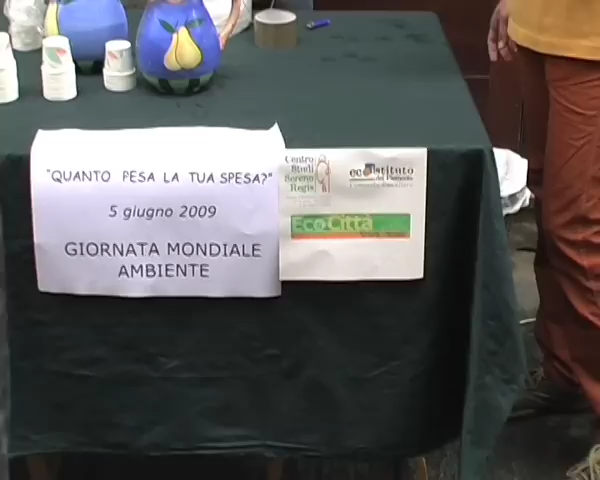 "QUANTO PESA LA TUA SPESA?"
5 giugno 2009
GIORNATA MONDIALE
AMBIENTE
Centro
Studi
Sereno
Regis
ecoIstituto
del Piemonte
EcoCittà